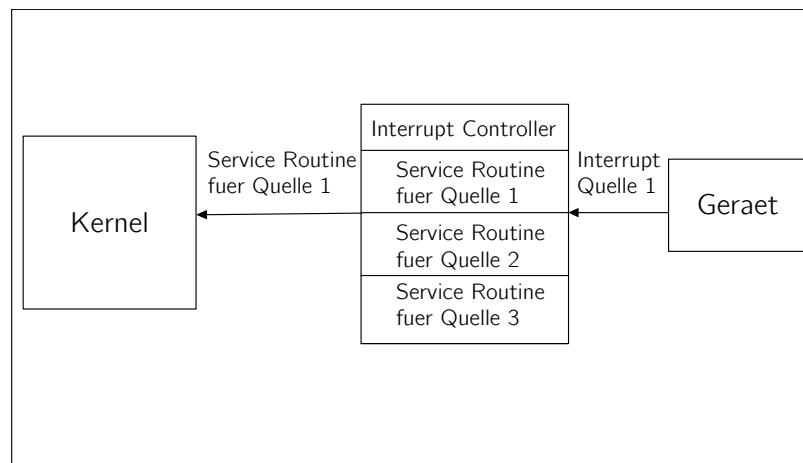 Interrupt Controller
Service Routine
fuer Quelle 1
Interrupt
Quelle 1
Service Routine
fuer Quelle 1
Kernel
Geraet
Service Routine
fuer Quelle 2
Service Routine
fuer Quelle 3